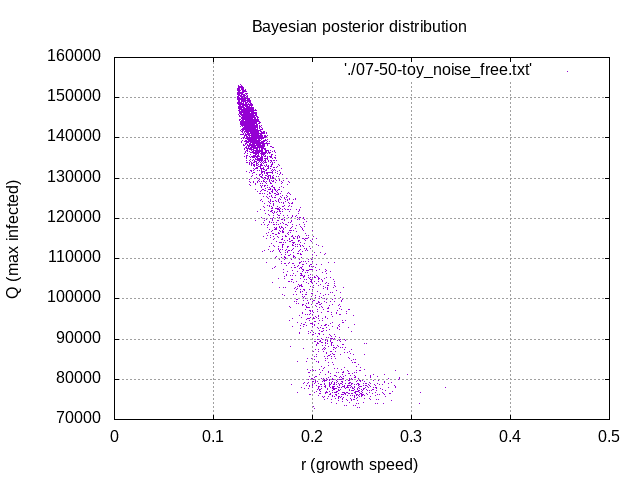 Bayesian posterior distribution
'./07-50-toy_noise_free.txt'
160000
150000
140000
130000
120000
110000
100000
90000
80000
70000
Q (max infected)
0 0.1 0.2 0.3 0.4 0.5
r (growth speed)